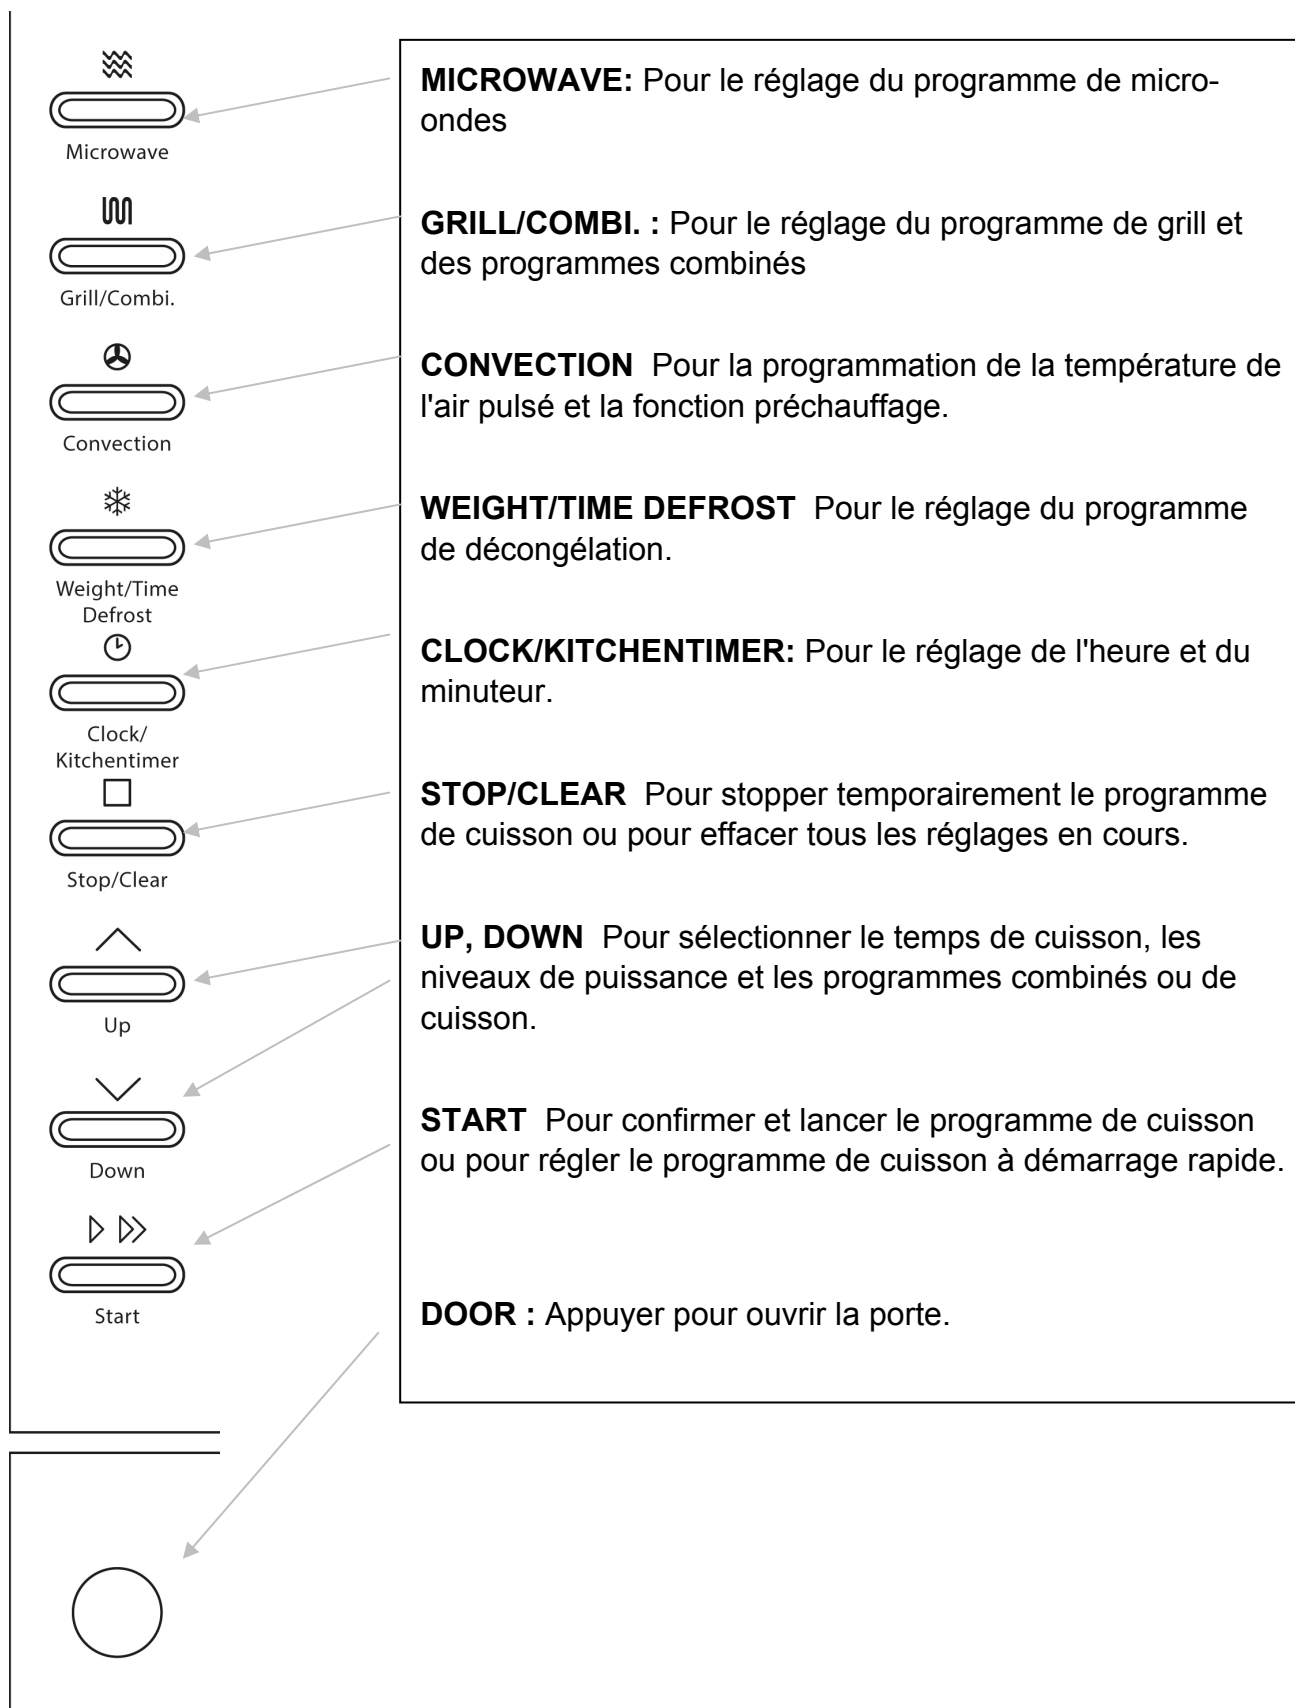 Microwave
Grill/Combi.
Convection
Weight/Time
Defrost
Clock/
Kitchentimer
Stop/Clear
Up
Down
Start
MICROWAVE: Pour le réglage du programme de micro-
ondes
GRILL/COMBI. : Pour le réglage du programme de grill et
des programmes combinés
CONVECTION  Pour la programmation de la température de
l'air pulsé et la fonction préchauffage.
WEIGHT/TIME DEFROST  Pour le réglage du programme
de décongélation.
CLOCK/KITCHENTIMER: Pour le réglage de l'heure et du
minuteur.
STOP/CLEAR  Pour stopper temporairement le programme
de cuisson ou pour effacer tous les réglages en cours.
UP, DOWN  Pour sélectionner le temps de cuisson, les
niveaux de puissance et les programmes combinés ou de
cuisson.
START  Pour confirmer et lancer le programme de cuisson
ou pour régler le programme de cuisson à démarrage rapide.
DOOR : Appuyer pour ouvrir la porte.